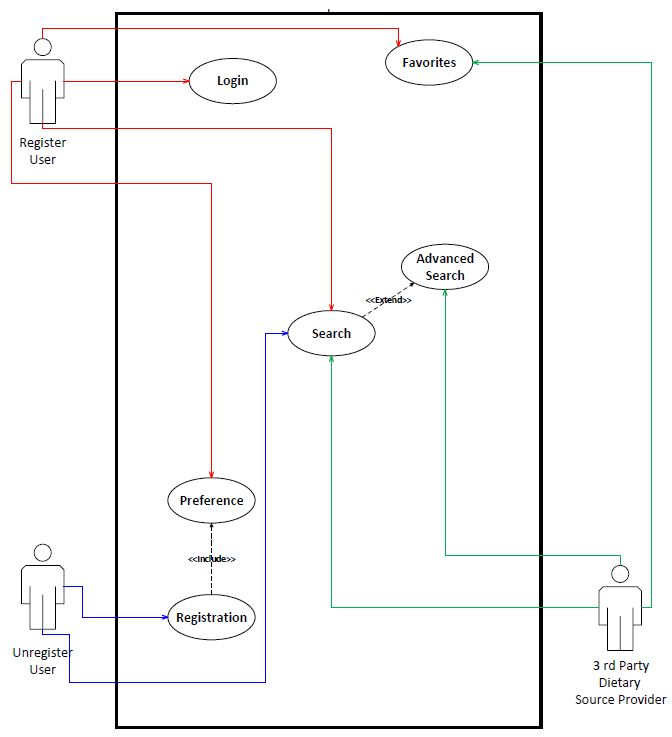 Favorites
Login
Register
User
Advanced
Search
<<Extend>>
Search
Preference
<<Include>>
Registration
Unregister
User
3 rd Party
Dietary
Source Provider